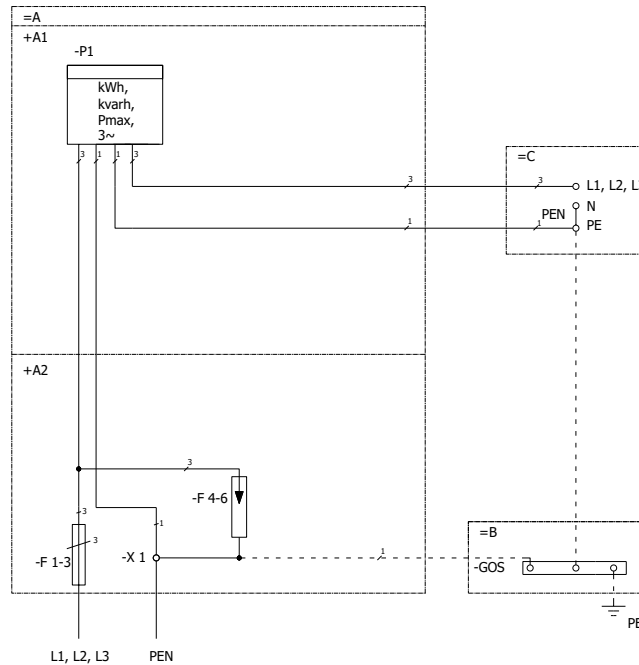 =A
+A1
-P1
kWh,
kvarh,
Pmax,
3~
3 1 1 3
3 3
=C
L1, L2, L3
N
PEN
PE
1 1
+A2
3
-F 4-6
3
3
1
-F 1-3
-X 1
1
=B
-GOS
PE
L1, L2, L3 PEN